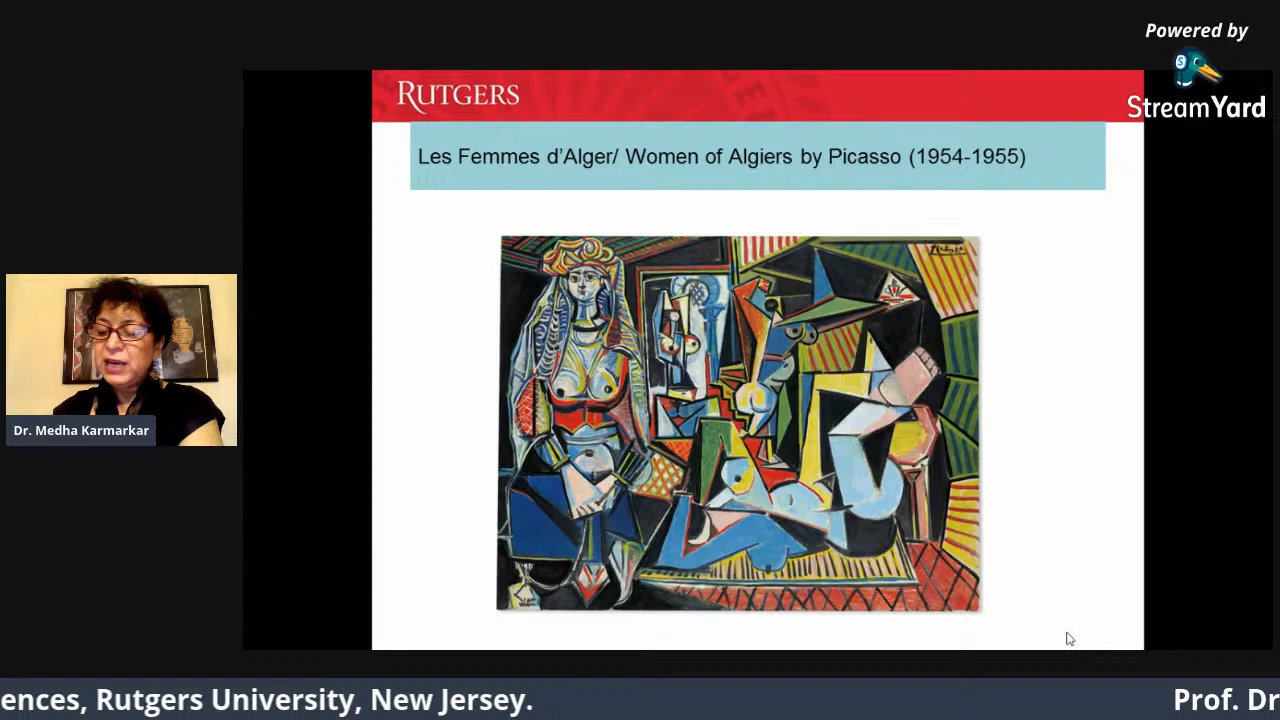 Powered by
StreamYard
RUTGERS
Les Femmes d’Alger/ Women of Algiers by Picasso (1954-1955)
Dr. Medha Karmarkar
ences, Rutgers University, New Jersey.
Prof. Dr